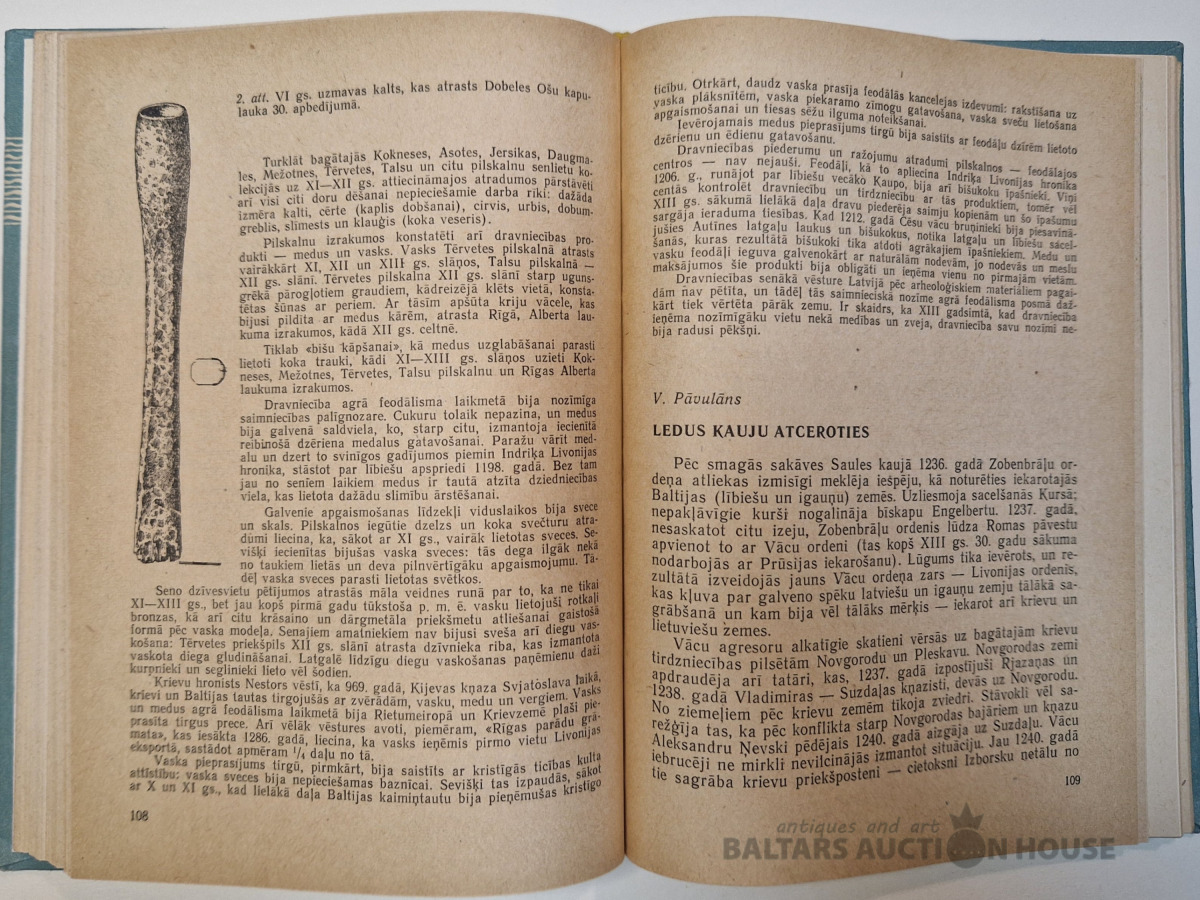 2. att. VI gs. uzmavas kalts, kas atrasts Dobeles Ošu kapu-
lauka 30. apbedījumā.
Turklāt bagātajās Kokneses, Asotes, Jersikas, Daugma-
les, Mežotnes, Tērvetes, Talsu un citu pilskalnu senlietu ko-
lekcijās uz XI—XII gs. attiecināmajos atradumos pārstāvēti
arī visi citi doru dēšanai nepieciešamie darba rīki: dažāda
izmēra kalti, cērte (kaplis dobšanai), cirvis, urbis, dobum-
greblis, slīmests un klauģis (koka veseris).
Pilskalnu izrakumos konstatēti arī dravniecības pro-
dukti — medus un vasks. Vasks Tērvetes pilskalnā atrasts
vairākkārt XI, XII un XIII gs. slāņos, Talsu pilskalnā —
XII gs. slānī. Tērvetes pilskalna XII gs. slānī starp uguns-
grēkā pārogļotiem graudiem, kādreizējā klēts vietā, konsta-
tētas šūnas ar periem. Ar tāsīm apšūta kriju vācele, kas
bijusi pildīta ar medus kārēm, atrasta Rīgā, Alberta lau-
kuma izrakumos, kādā XII gs. celtnē.
Tiklab «bišu kāpšanai», kā medus uzglabāšanai parasti
lietoti koka trauki, kādi XI—XIII gs. slāņos uzieti Kok-
neses, Mežotnes, Tērvetes, Talsu pilskalnu un Rīgas Alberta
laukuma izrakumos.
Dravniecība agrā feodālisma laikmetā bija nozīmīga
saimniecības palīgnozare. Cukuru tolaik nepazina, un medus
bija galvenā saldviela, ko, starp citu, izmantoja iecienītā
reibinošā dzēriena medalus gatavošanai. Paražu vārīt med-
alu un dzert to svinīgos gadījumos piemin Indriķa Livonijas
hronika, stāstot par lībiešu apspriedi 1198. gadā. Bez tam
jau no seniem laikiem medus ir tautā atzīta dziedniecības
viela, kas lietota dažādu slimību ārstēšanai.
Galvenie apgaismošanas līdzekļi viduslaikos bija svece
un skals. Pilskalnos iegūtie dzelzs un koka svečturu atra-
dumi liecina, ka, sākot ar XI gs., vairāk lietotas sveces. Se-
višķi iecienītas bijušas vaska sveces: tās dega ilgāk nekā
no taukiem lietās un deva pilnvērtīgāku apgaismojumu. Tā-
dēļ vaska sveces parasti lietotas svētkos.
Seno dzīvesvietu pētījumos atrastās māla veidnes runā par to, ka ne tikai
XI—XIII gs., bet jau kopš pirmā gadu tūkstoša p. m. ē. vasku lietojuši rotkaļi
bronzas, kā arī citu krāsaino un dārgmetāla priekšmetu atliešanai gaistošā
formā pēc vaska modeļa. Senajiem amatniekiem nav bijusi sveša arī diegu vas-
košana: Tērvetes priekšpils XII gs. slānī atrasta dzīvnieka riba, kas izmantota
vaskota diega gludināšanai. Latgalē līdzīgu diegu vaskošanas paņēmienu daži
kurpnieki un seglinieki lieto vēl šodien.
Krievu hronists Nestors vēstī, ka 969. gadā, Kijevas kņaza Svjatoslava laikā,
krievi un Baltijas tautas tirgojušās ar zvērādām, vasku, medu un vergiem. Vasks
un medus agrā feodālisma laikmetā bija Rietumeiropā un Krievzemē plaši pie-
prasīta tirgus prece. Arī vēlāk vēstures avoti, piemēram, «Rīgas parādu grā-
mata», kas iesākta 1286. gadā, liecina, ka vasks ieņēmis pirmo vietu Livonijas
eksportā, sastādot apmēram 1/4 daļu no tā.
Vaska pieprasījums tirgū, pirmkārt, bija saistīts ar kristīgās ticības kulta
attīstību: vaska sveces bija nepieciešamas baznīcai. Sevišķi tas izpaudās, sākot
ar X un XI gs., kad lielākā daļa Baltijas kaimiņtautu bija pieņēmušas kristīgo
108
ticību. Otrkārt, daudz vaska prasīja feodālās kancelejas izdevumi: rakstīšana uz
vaska plāksnītēm, vaska piekaramo zīmogu gatavošana, vaska sveču lietošana
apgaismošanai un tiesas sēžu ilguma noteikšanai.
Ievērojamais medus pieprasījums tirgū bija saistīts ar feodāļu dzīrēm lietoto
dzērienu un ēdienu gatavošanu.
Dravniecības piederumu un ražojumu atradumi pilskalnos — feodālajos
centros — nav nejauši. Feodāļi, kā to apliecina Indriķa Livonijas hronika
1206. g., runājot par lībiešu vecāko Kaupo, bija arī bišukoku īpašnieki. Viņi
centās kontrolēt dravniecību un tirdzniecību ar tās produktiem, tomēr vēl
XIII gs. sākumā lielākā daļa dravu piederēja saimju kopienām un šo īpašumu
sargāja ieraduma tiesības. Kad 1212. gadā Cēsu vācu bruņinieki bija piesavinā-
jušies Autīnes latgaļu laukus un bišukokus, notika latgaļu un lībiešu sacel-
šanās, kuras rezultātā bišukoki tika atdoti agrākajiem īpašniekiem. Medu un
vasku feodāļi ieguva galvenokārt ar naturālām nodevām, jo nodevās un mešlu
maksājumos šie produkti bija obligāti un ieņēma vienu no pirmajām vietām.
Dravniecības senākā vēsture Latvijā pēc arheoloģiskiem materiāliem pagai-
dām nav pētīta, un tādēļ tās saimnieciskā nozīme agrā feodālisma posmā daž-
kārt tiek vērtēta pārāk zemu. Ir skaidrs, ka XIII gadsimtā, kad dravniecība
ieņēma nozīmīgāku vietu nekā medības un zveja, dravniecība savu nozīmi ne-
bija radusi pēkšņi.
V. Pāvulāns
LEDUS KAUJU ATCEROTIES
Pēc smagās sakāves Saules kaujā 1236. gadā Zobenbrāļu or-
deņa atliekas izmisīgi meklēja iespēju, kā noturēties iekarotajās
Baltijas (lībiešu un igauņu) zemēs. Uzliesmoja sacelšanās Kursā;
nepakļāvīgie kurši nogalināja bīskapu Engelbertu. 1237. gadā,
nesaskatot citu izeju, Zobenbrāļu ordenis lūdza Romas pāvestu
apvienot to ar Vācu ordeni (tas kopš XIII gs. 30. gadu sākuma
nodarbojās ar Prūsijas iekarošanu). Lūgums tika ievērots, un re-
zultātā izveidojās jauns Vācu ordeņa zars — Livonijas ordenis,
kas kļuva par galveno spēku latviešu un igauņu zemju tālākā sa-
grābšanā un kam bija vēl tālāks mērķis — iekarot arī krievu un
lietuviešu zemes.
Vācu agresoru alkatīgie skatieni vērsās uz bagātajām krievu
tirdzniecības pilsētām Novgorodu un Pleskavu. Novgorodas zemi
apdraudēja arī tatāri, kas, 1237. gadā izpostījuši Rjazaņas un
1238. gadā Vladimiras — Suzdaļas kņazisti, devās uz Novgorodu.
No ziemeļiem pēc krievu zemēm tīkoja zviedri. Stāvokli vēl sa-
režģīja tas, ka pēc konflikta starp Novgorodas bajāriem un kņazu
Aleksandru Ņevski pēdējais 1240. gadā aizgāja uz Suzdaļu. Vācu
iebrucēji ne mirkli nevilcinājās izmantot situāciju. Jau 1240. gadā
tie sagrāba krievu priekšposteni — cietoksni Izborsku netālu no
109
antiques and art
BALTARS AUCTION HOUSE